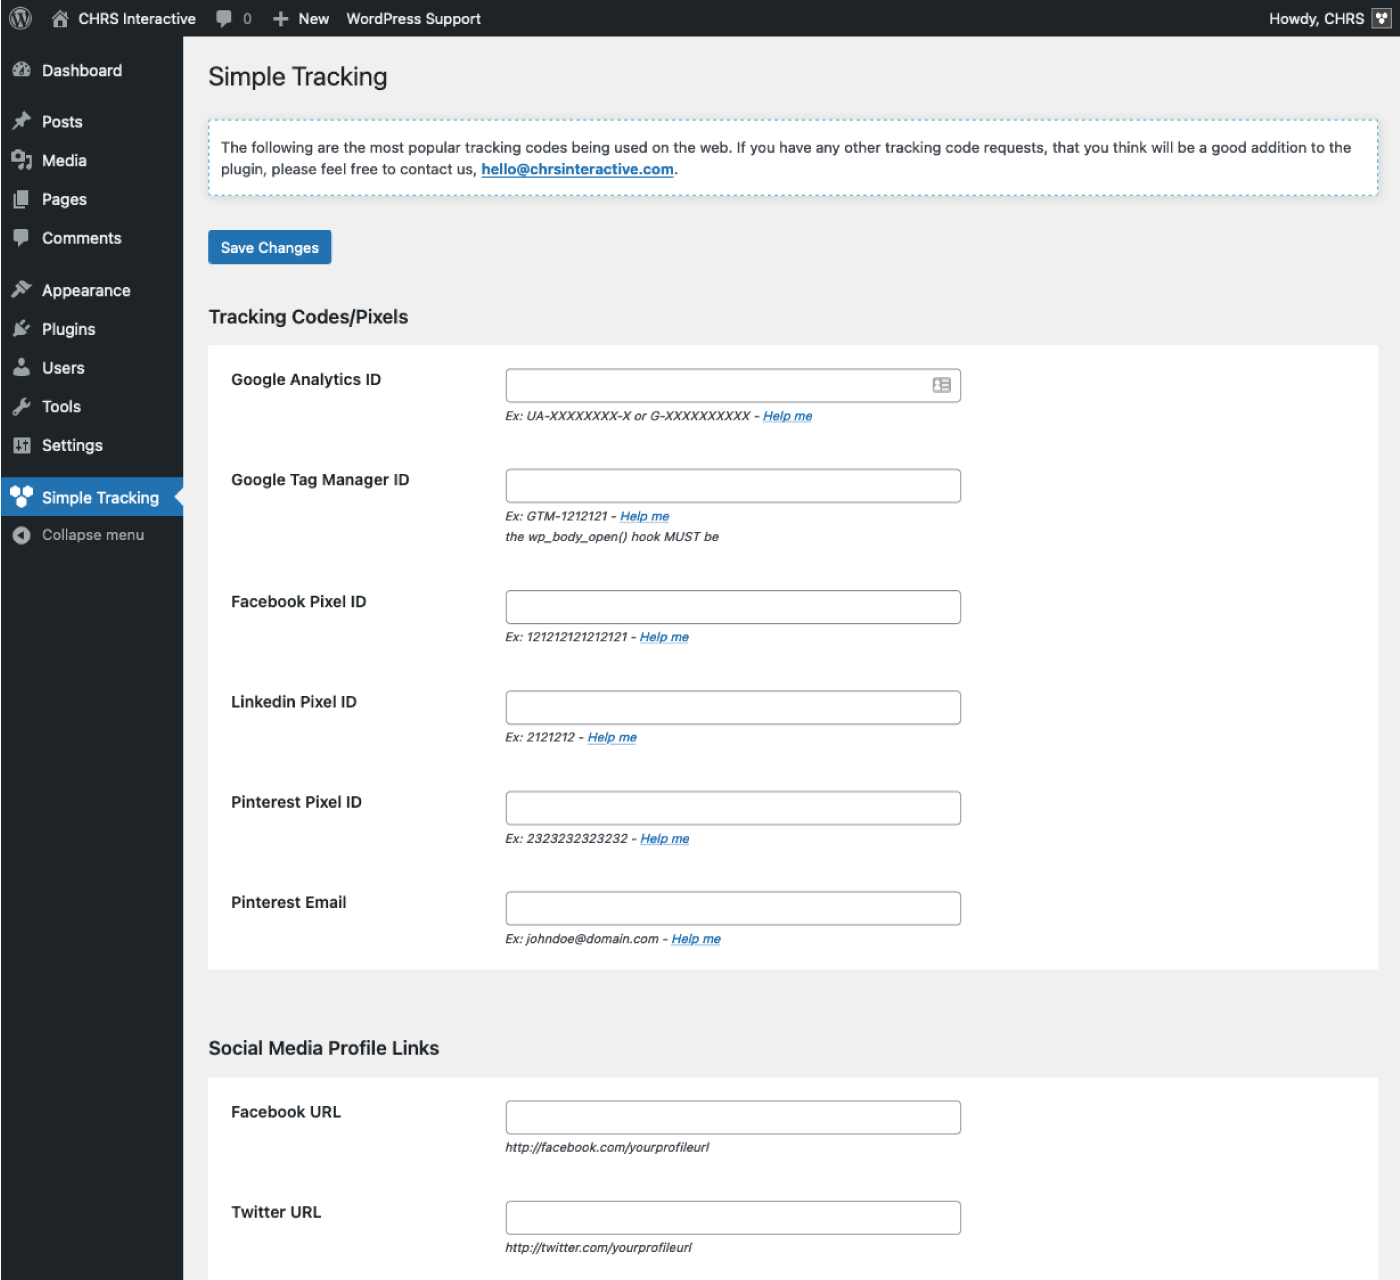 CHRS Interactive 0 New WordPress Support Howdy, CHRS
Dashboard
Posts
Media
Pages
Comments
Appearance
Plugins
Users
Tools
Settings
Simple Tracking
Collapse menu
Simple Tracking
The following are the most popular tracking codes being used on the web. If you have any other tracking code requests, that you think will be a good addition to the
plugin, please feel free to contact us, hello@chrsinteractive.com.
Save Changes
Tracking Codes/Pixels
Google Analytics ID
Ex: UA-XXXXXXXX-X or G-XXXXXXXXXX - Help me
Google Tag Manager ID
Ex: GTM-1212121 - Help me
the wp_body_open() hook MUST be
Facebook Pixel ID
Ex: 121212121212121 - Help me
Linkedin Pixel ID
Ex: 2121212 - Help me
Pinterest Pixel ID
Ex: 2323232323232 - Help me
Pinterest Email
Ex: johndoe@domain.com - Help me
Social Media Profile Links
Facebook URL
http://facebook.com/yourprofileurl
Twitter URL
http://twitter.com/yourprofileurl